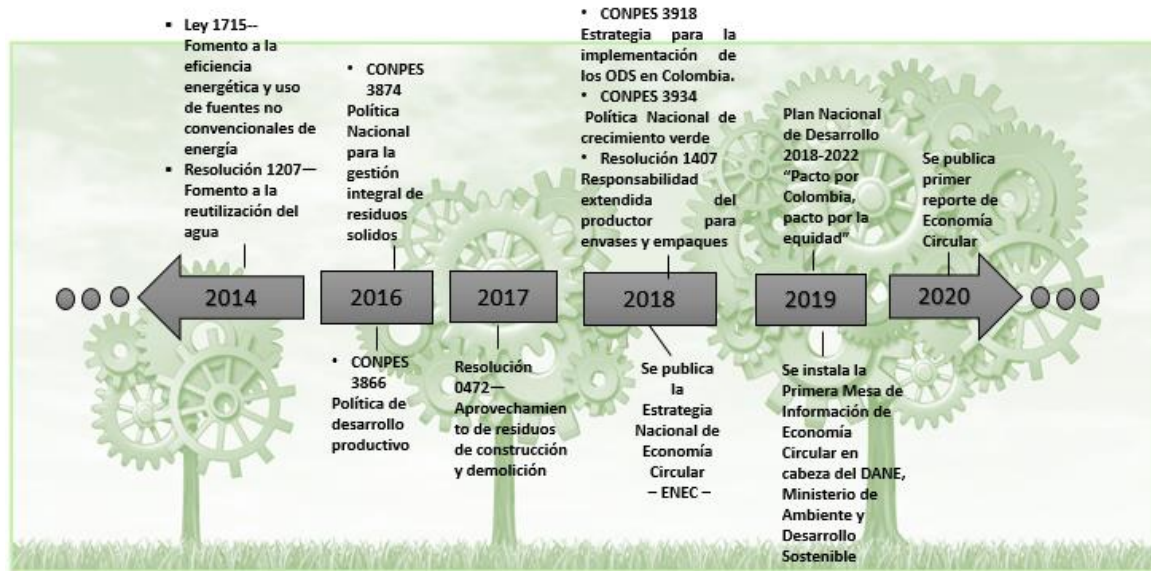 ▪ Ley 1715--
Fomento a la
eficiencia
energética y uso
de fuentes no
convencionales de
energía
▪ Resolución 1207—
Fomento a la
reutilización del
agua
• CONPES
3874
Política
Nacional
para la
gestión
integral de
residuos
solidos
• CONPES 3918
Estrategia para la
implementación de
los ODS en Colombia.
• CONPES 3934
Política Nacional de
crecimiento verde
• Resolución 1407
Responsabilidad
extendida del
productor para
envases y empaques
Plan Nacional
de Desarrollo
2018-2022
“Pacto por
Colombia,
pacto por la
equidad”
Se publica
primer
reporte de
Economía
Circular
2014
2016
2017
2018
2019
2020
• CONPES
3866
Política de
desarrollo
productivo
Resolución
0472—
Aprovechamien
to de residuos
de construcción
y demolición
Se publica
la
Estrategia
Nacional de
Economía
Circular
– ENEC –
Se instala la
Primera Mesa de
Información de
Economía
Circular en
cabeza del DANE,
Ministerio de
Ambiente y
Desarrollo
Sostenible